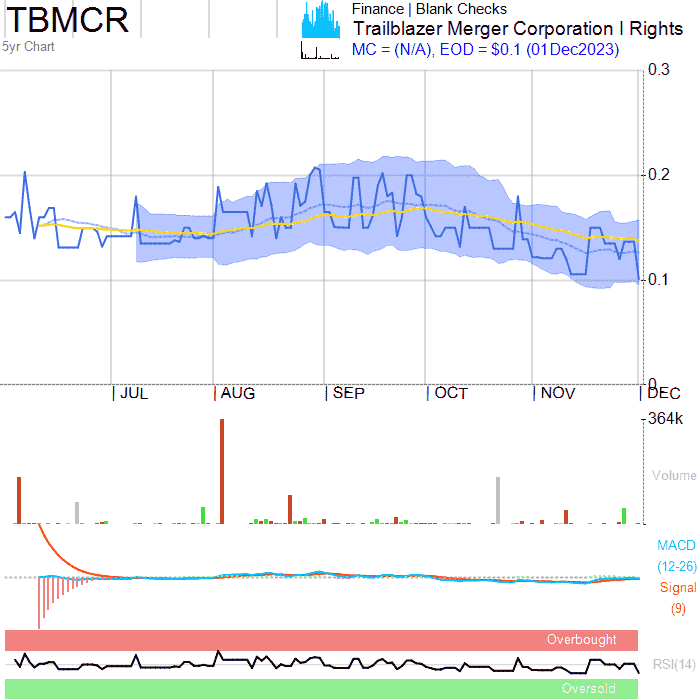 TBMCR
5yr Chart
Finance | Blank Checks
Trailblazer Merger Corporation I Rights
MC = (N/A), EOD = $0.1 (01Dec2023)
0.3
0.2
0.1
0
JUL
AUG
SEP
OCT
NOV
DEC
364k
Volume
MACD
(12-26)
Signal
(9)
Overbought
RSI(14)
Oversold